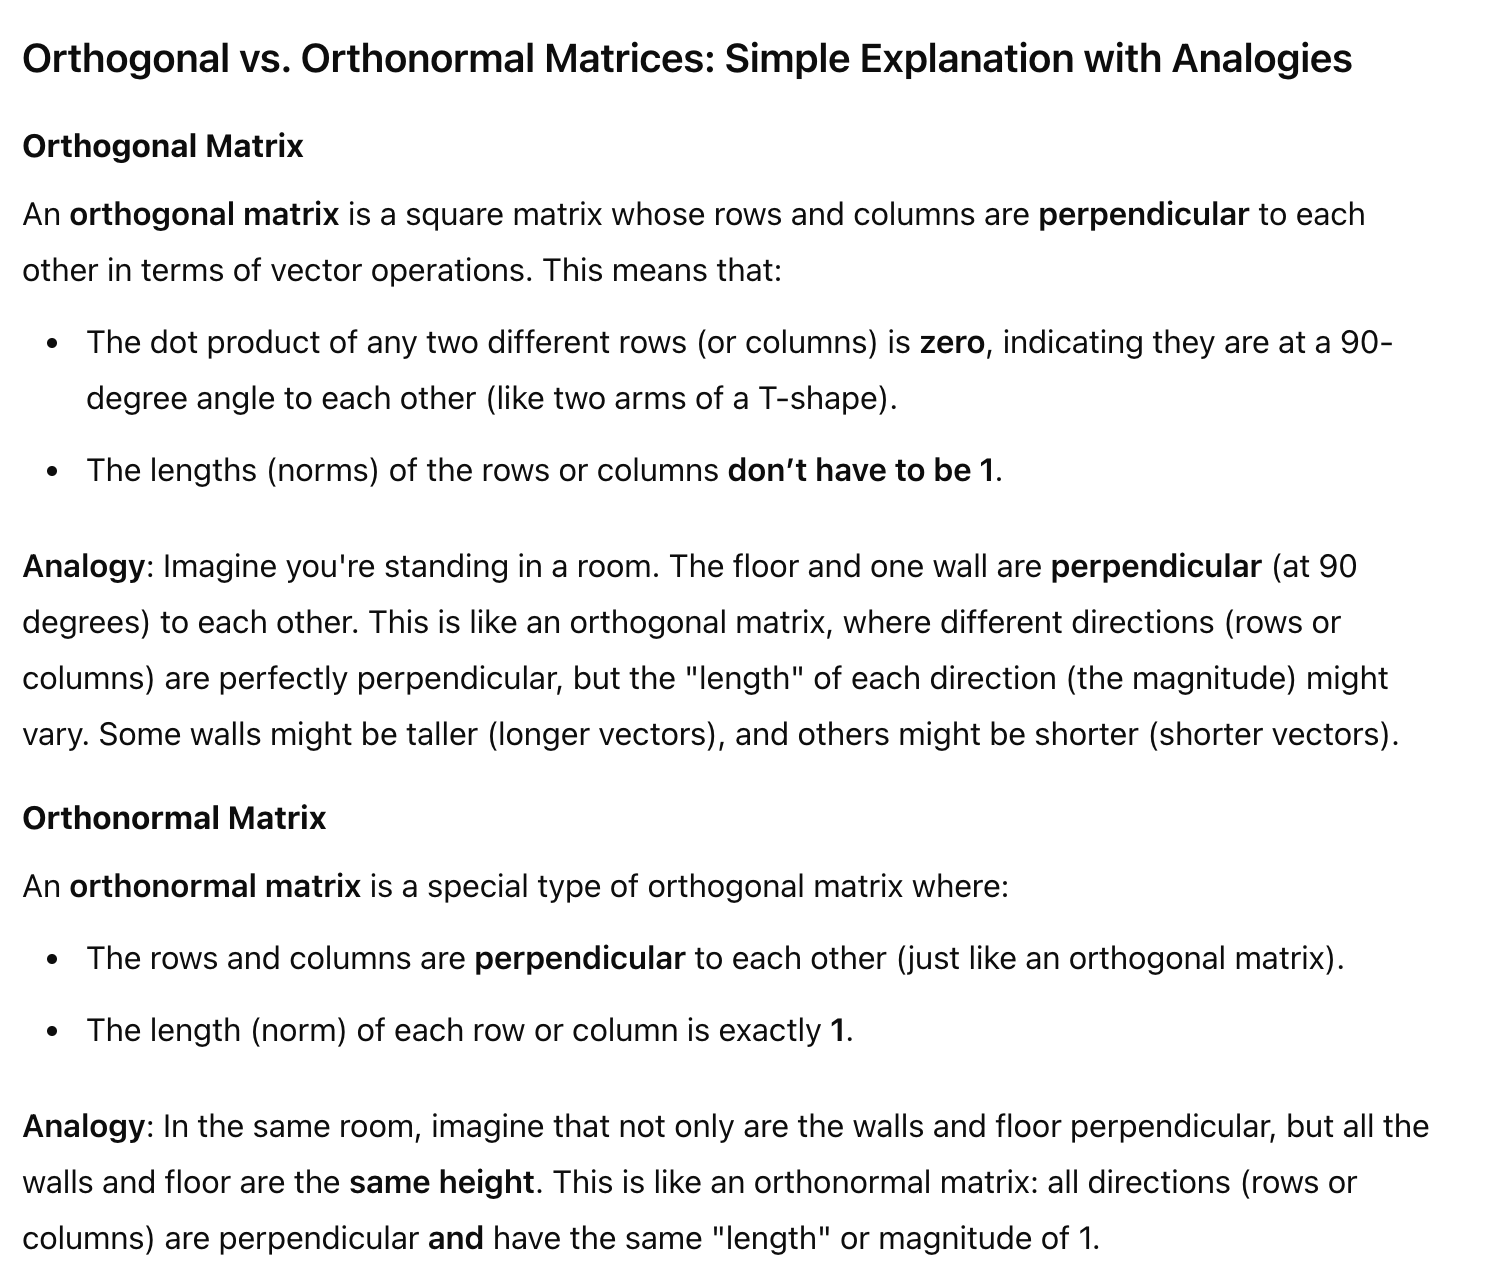 Orthogonal vs. Orthonormal Matrices: Simple Explanation with Analogies
Orthogonal Matrix
An orthogonal matrix is a square matrix whose rows and columns are perpendicular to each
other in terms of vector operations. This means that:
• The dot product of any two different rows (or columns) is zero, indicating they are at a 90-
degree angle to each other (like two arms of a T-shape).
• The lengths (norms) of the rows or columns don’t have to be 1.
Analogy: Imagine you're standing in a room. The floor and one wall are perpendicular (at 90
degrees) to each other. This is like an orthogonal matrix, where different directions (rows or
columns) are perfectly perpendicular, but the "length" of each direction (the magnitude) might
vary. Some walls might be taller (longer vectors), and others might be shorter (shorter vectors).
Orthonormal Matrix
An orthonormal matrix is a special type of orthogonal matrix where:
• The rows and columns are perpendicular to each other (just like an orthogonal matrix).
• The length (norm) of each row or column is exactly 1.
Analogy: In the same room, imagine that not only are the walls and floor perpendicular, but all the
walls and floor are the same height. This is like an orthonormal matrix: all directions (rows or
columns) are perpendicular and have the same "length" or magnitude of 1.